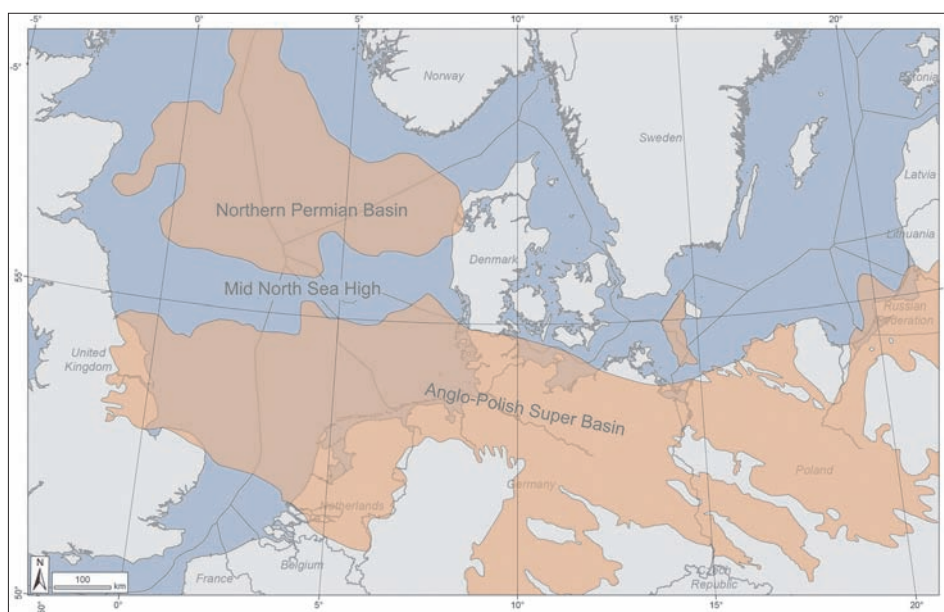 -5°
0°
5°
10°
15°
20°
-5°
Norway
Estonia
Sweden
Latvia
Northern Permian Basin
Lithuania
Denmark
55°
Mid North Sea High
55°
Russian
Federation
United
Kingdom
Anglo-Polish Super Basin
Poland
Germany
Netherlands
N
Belgium
Czech
Republic
100
km
France
50°
50°
0°
5°
10°
15°
20°